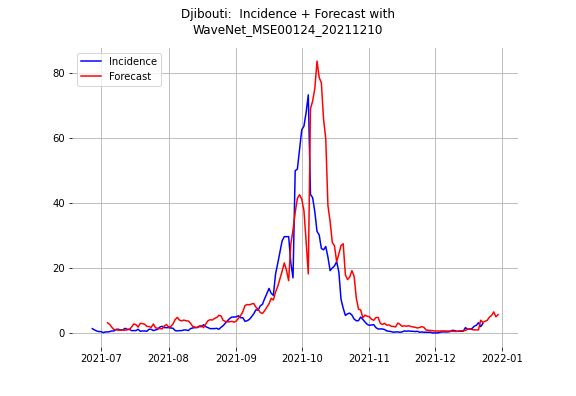 Djibouti:  Incidence + Forecast with
WaveNet_MSE00124_20211210
Incidence
Forecast
80
60
40
20
0
2021-07 2021-08 2021-09 2021-10 2021-11 2021-12 2022-01